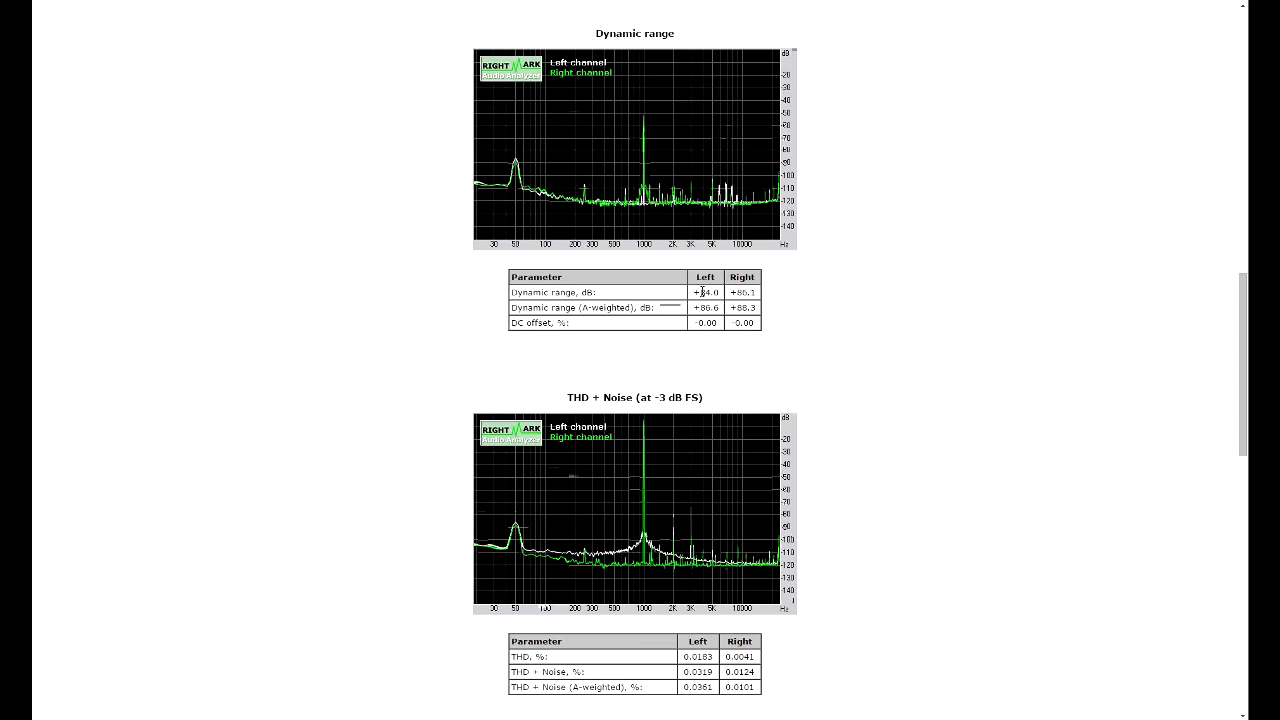 Dynamic range
RIGHT MARK
Audio Analyzer
Left channel
Right channel
dB
-20
-30
-40
-50
-60
-70
-80
-90
-100
-110
-120
-130
-140
30 50 100 200 300 1000 2K 3K 5K 10000 Hz
Parameter Left Right
Dynamic range, dB: +86.1
Dynamic range (A-weighted), dB: +86.6 +88.3
DC offset, %: -0.00 -0.00
THD + Noise (at -3 dB FS)
RIGHT MARK
Audio Analyzer
Left channel
Right channel
dB
-20
-30
-40
-50
-60
-70
-80
-90
-100
-110
-120
-130
-140
30 50 100 200 300 1000 2K 3K 5K 10000 Hz
Parameter Left Right
THD, %: 0.0183 0.0041
THD + Noise, %: 0.0319 0.0124
THD + Noise (A-weighted), %: 0.0361 0.0101